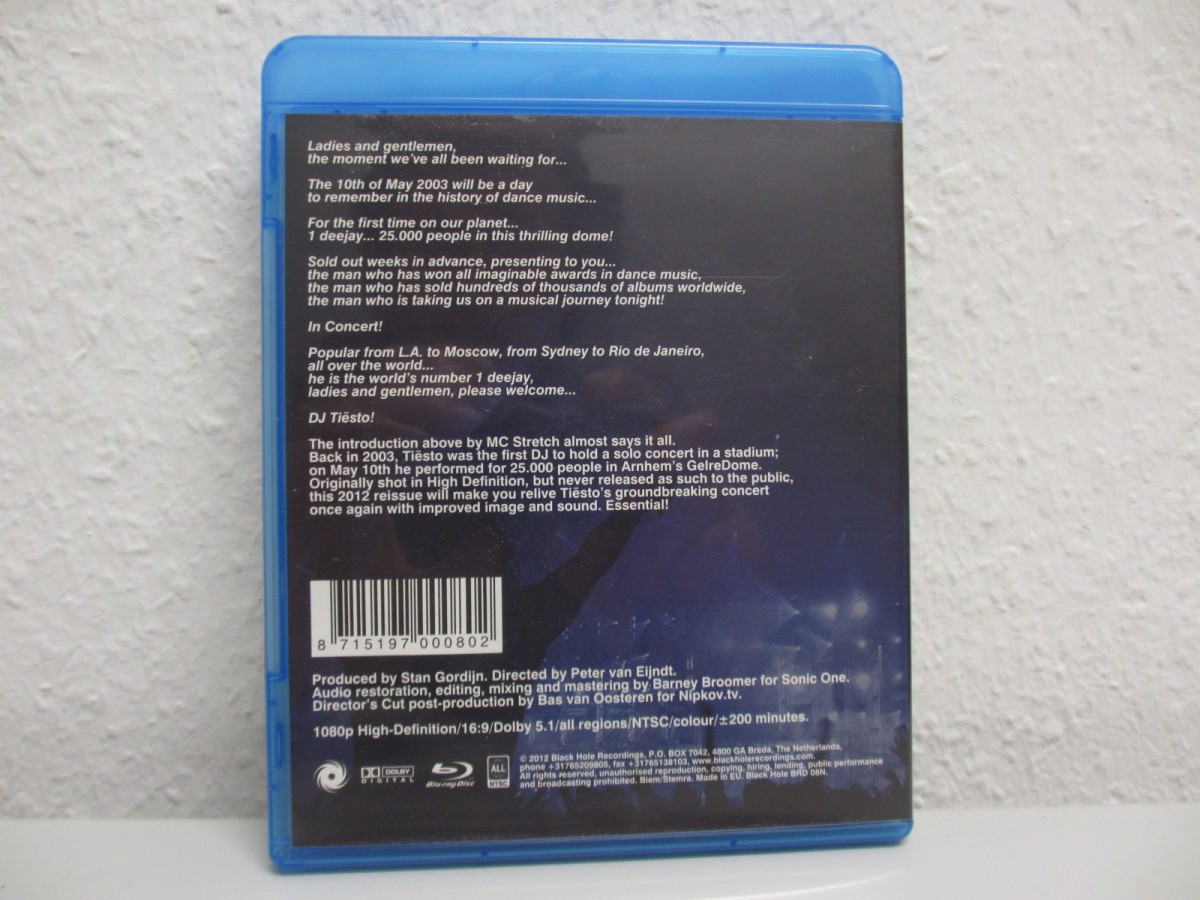 Ladies and gentlemen,
the moment we've all been waiting for...
The 10th of May 2003 will be a day
to remember in the history of dance music...
For the first time on our planet...
1 deejay... 25.000 people in this thrilling dome!
Sold out weeks in advance, presenting to you...
the man who has won all imaginable awards in dance music,
the man who has sold hundreds of thousands of albums worldwide,
the man who is taking us on a musical journey tonight!
In Concert!
Popular from L.A. to Moscow, from Sydney to Rio de Janeiro,
all over the world...
he is the world's number 1 deejay,
ladies and gentlemen, please welcome...
DJ Tiësto!
The introduction above by MC Stretch almost says it all.
Back in 2003, Tiësto was the first DJ to hold a solo concert in a stadium;
on May 10th he performed for 25.000 people in Arnhem's GelreDome.
Originally shot in High Definition, but never released as such to the public,
this 2012 reissue will make you relive Tiësto's groundbreaking concert
once again with improved image and sound. Essential!
8 715197 000802
Produced by Stan Gordijn. Directed by Peter van Eijndt.
Audio restoration, editing, mixing and mastering by Barney Broomer for Sonic One.
Director's Cut post-production by Bas van Oosteren for Nipkov.tv.
1080p High-Definition/16:9/Dolby 5.1/all regions/NTSC/colour/±200 minutes.
DOLBY
DIGITAL
Blu-ray Disc
ALL
NTSC
© 2012 Black Hole Recordings, P.O. BOX 7042, 4800 GA Breda, The Netherlands,
phone +31765209805, fax +31765138103, www.blackholerecordings.com.
All rights reserved, unauthorised reproduction, copying, hiring, lending, public performance
and broadcasting prohibited. Biem/Stemra. Made in EU. Black Hole BRD 08N.